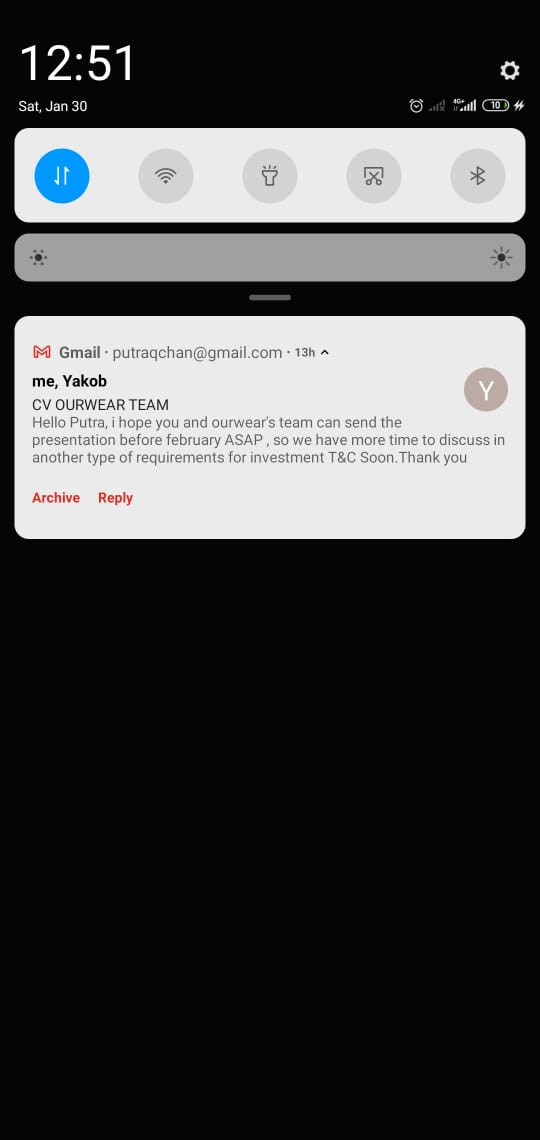 12:51
Sat, Jan 30
4G+
10
Gmail · putraqchan@gmail.com · 13h
me, Yakob
Y
CV OURWEAR TEAM
Hello Putra, i hope you and ourwear's team can send the
presentation before february ASAP , so we have more time to discuss in
another type of requirements for investment T&C Soon.Thank you
Archive Reply